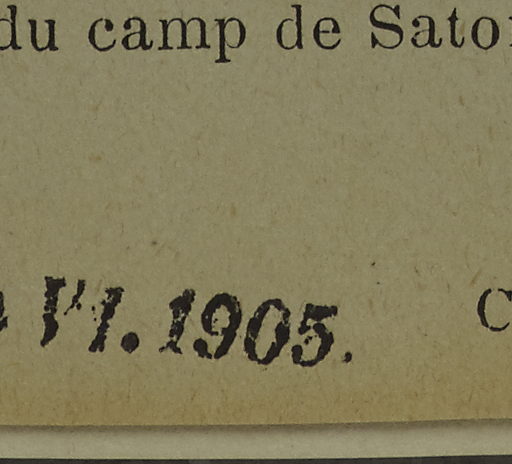 du camp de Sato
VI. 1905.
C